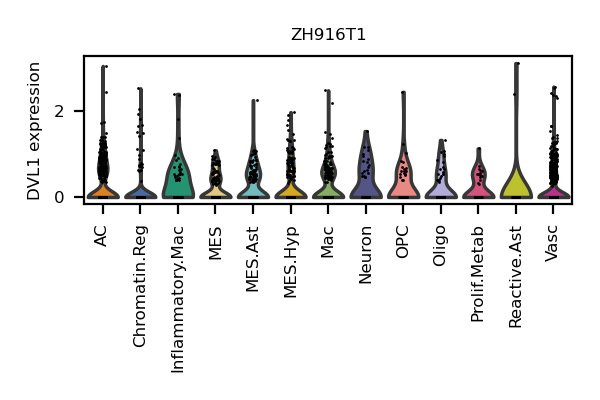 ZH916T1
DVL1 expression
2
0
AC
Chromatin.Reg
Inflammatory.Mac
MES
MES.Ast
MES.Hyp
Mac
Neuron
OPC
Oligo
Prolif.Metab
Reactive.Ast
Vasc